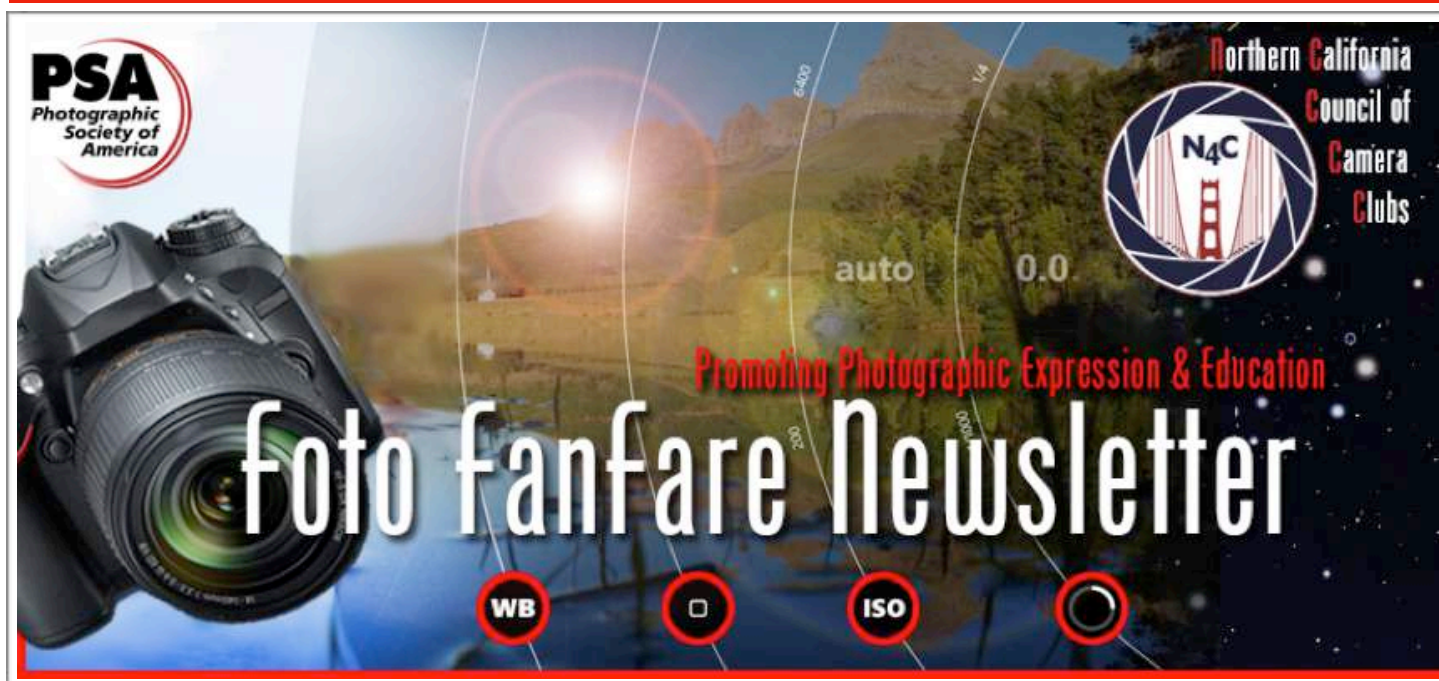 PSA
Photographic
Society of
America
Northern California
Council of
Camera
Clubs
N4C
6400
1/4
auto
0.0
Promoting Photographic Expression & Education
200
foto fanfare Newsletter
WB
ISO